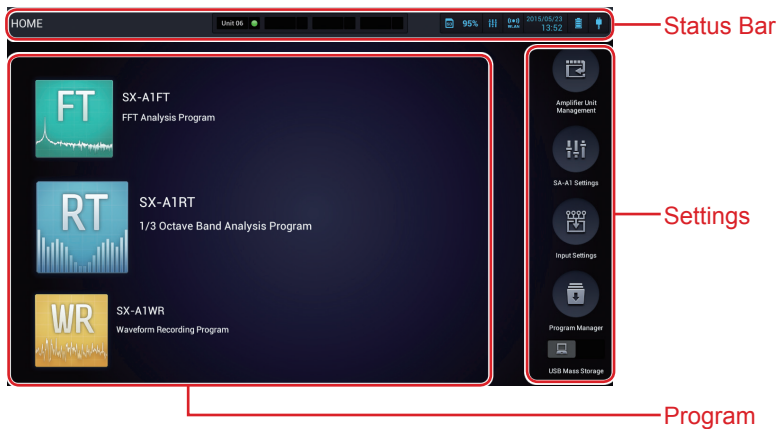 HOME
Unit 06
SD
95%
WLAN
2015/05/23
13:52
Status Bar
FT
SX-A1FT
FFT Analysis Program
RT
SX-A1RT
1/3 Octave Band Analysis Program
WR
SX-A1WR
Waveform Recording Program
Amplifier Unit
Management
SA-A1 Settings
Input Settings
Program Manager
USB Mass Storage
Settings
Program